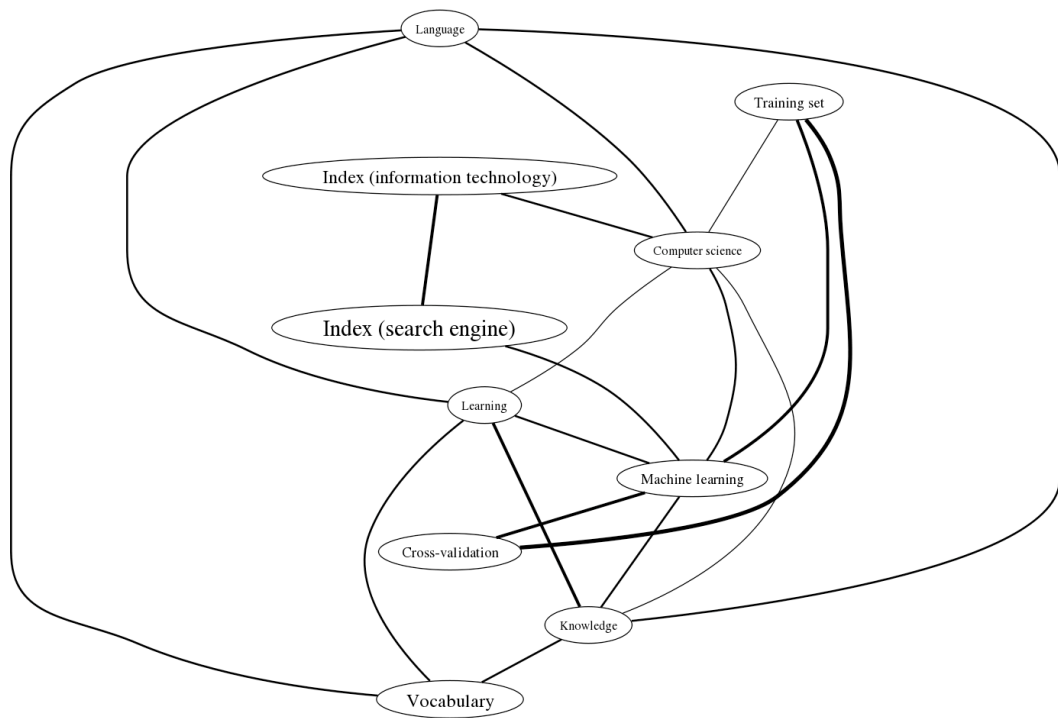 Language
Training set
Index (information technology)
Computer science
Index (search engine)
Learning
Machine learning
Cross-validation
Knowledge
Vocabulary